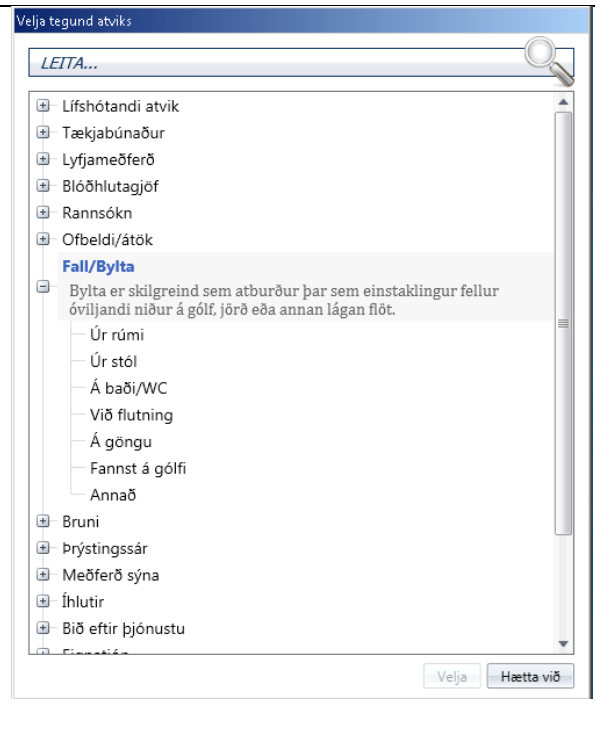 Velja tegund atviks
LEITA...
Lífshótandi atvik
Tækjabúnaður
Lyfjameðferð
Blóðhlutagjöf
Rannsókn
Ofbeldi/átök
Fall/Bylta
Bylta er skilgreind sem atburður þar sem einstaklingur fellur
óviljandi niður á gólf, jörð eða annan lágan flöt.
Úr rúmi
Úr stól
Á baði/WC
Við flutning
Á göngu
Fannst á gólfi
Annað
Bruni
Þrýstingssár
Meðferð sýna
Íhlutir
Bið eftir þjónustu
Velja
Hætta við